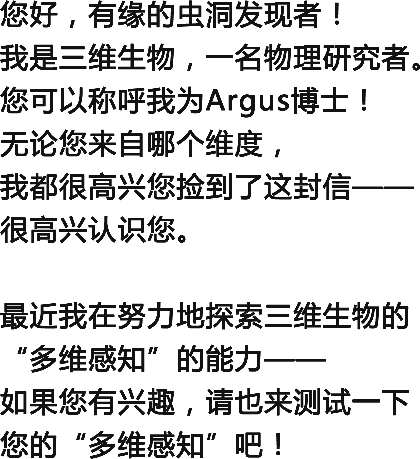 您好，有缘的虫洞发现者！
我是三维生物，一名物理研究者。
您可以称呼我为Argus博士！
无论您来自哪个维度，
我都很高兴您捡到了这封信——
很高兴认识您。
最近我在努力地探索三维生物的
“多维感知”的能力——
如果您有兴趣，请也来测试一下
您的“多维感知”吧！